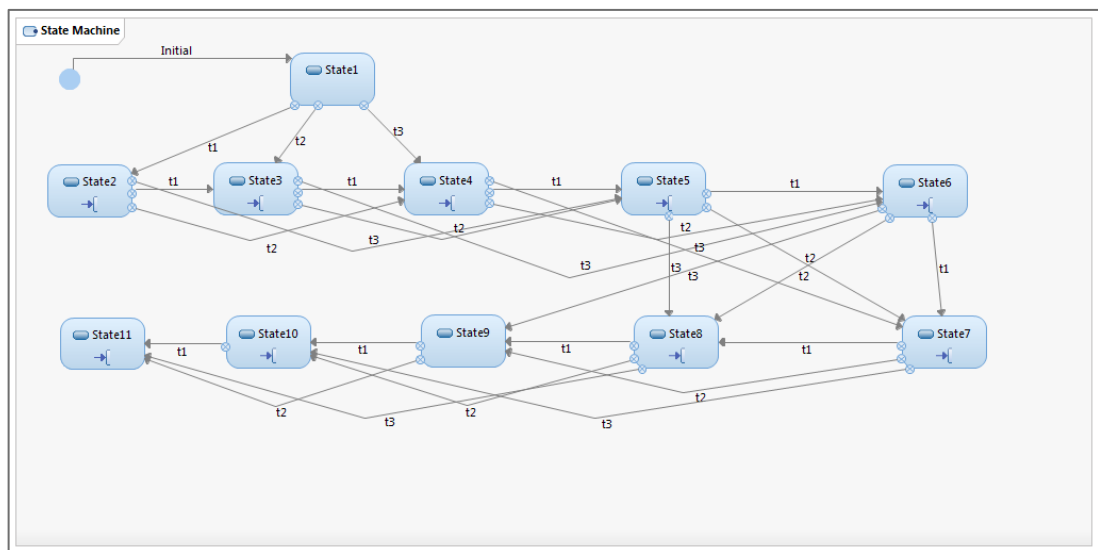 State Machine
Initial
State1
t1
t2
t3
State2
t1
State3
t1
State4
t1
State5
t1
State6
t2
t3
t2
t2
t3
t3
t3
t3
t2
t2
t1
State11
t1
State10
t1
State9
t1
State8
t1
State7
t2
t3
t2
t2
t3